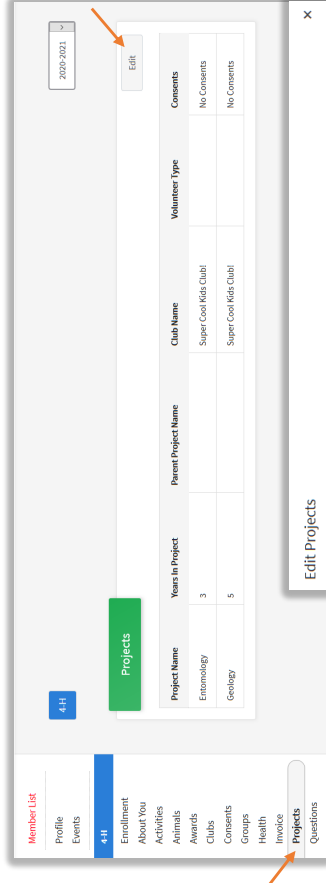 Member List
Profile
Events
4-H
Enrollment
About You
Activities
Animals
Awards
Clubs
Consents
Groups
Health
Invoice
Projects
Questions
4-H
2020-2021
Projects
Edit
Project Name Years In Project Parent Project Name Club Name Volunteer Type Consents
Entomology 3 Super Cool Kids Club! No Consents
Geology 5 Super Cool Kids Club! No Consents
Edit Projects ×